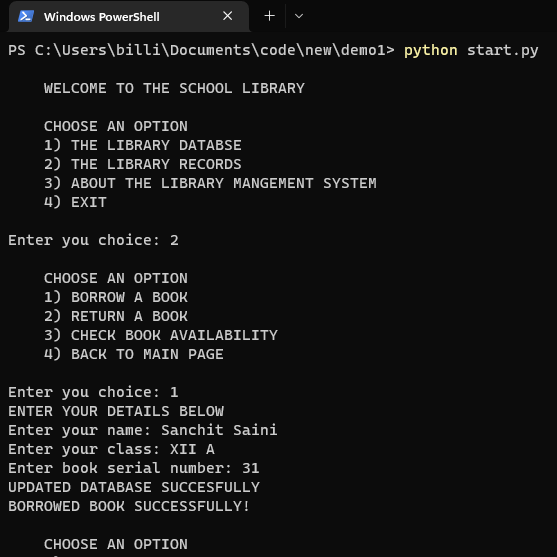 Windows PowerShell
PS C:\Users\billi\Documents\code\new\demo1> python start.py
WELCOME TO THE SCHOOL LIBRARY
CHOOSE AN OPTION
1) THE LIBRARY DATABSE
2) THE LIBRARY RECORDS
3) ABOUT THE LIBRARY MANGEMENT SYSTEM
4) EXIT
Enter you choice: 2
CHOOSE AN OPTION
1) BORROW A BOOK
2) RETURN A BOOK
3) CHECK BOOK AVAILABILITY
4) BACK TO MAIN PAGE
Enter you choice: 1
ENTER YOUR DETAILS BELOW
Enter your name: Sanchit Saini
Enter your class: XII A
Enter book serial number: 31
UPDATED DATABASE SUCCESFULLY
BORROWED BOOK SUCCESSFULLY!
CHOOSE AN OPTION